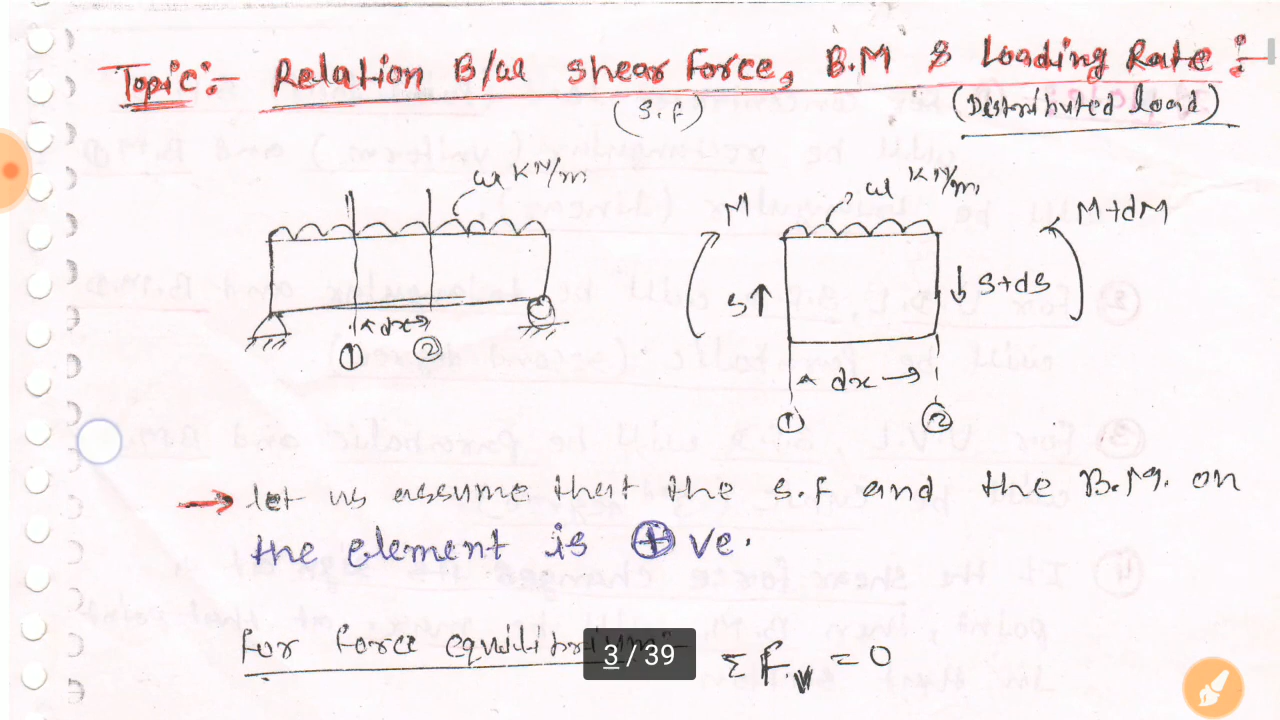 Topic:- Relation B/w Shear Force, B.M & Loading Rate:-
(S.F) (Distributed load)
w KN/m
dx
① ②
w KN/m
M
M+dM
S
S+ds
dx
① ②
→ let us assume that the S.F and the B.M. on
the element is ⊕ ve.
For Force equilibrium:- ΣF.v = 0
3 / 39